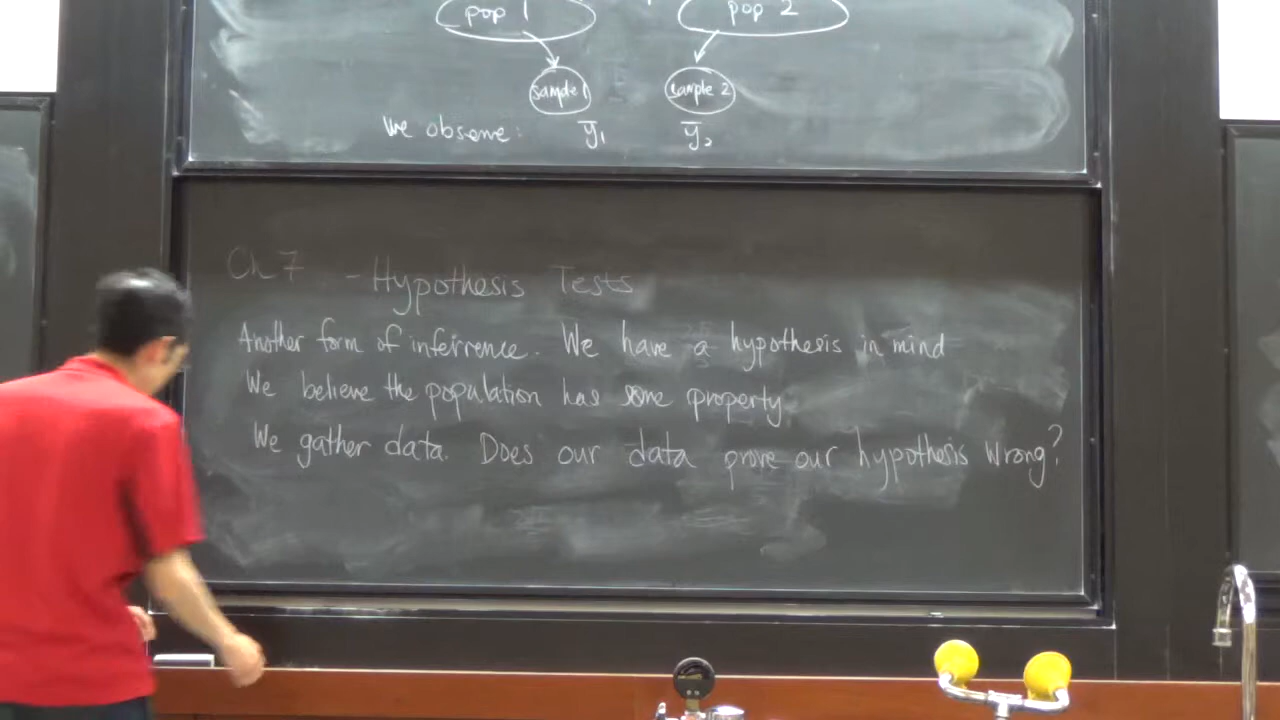 pop 1 pop 2
sample 1 sample 2
We observe: ȳ₁ ȳ₂
Ch 7 - Hypothesis Tests
Another form of inferrence. We have a hypothesis in mind
We believe the population has some property.
We gather data. Does our data prove our hypothesis wrong?